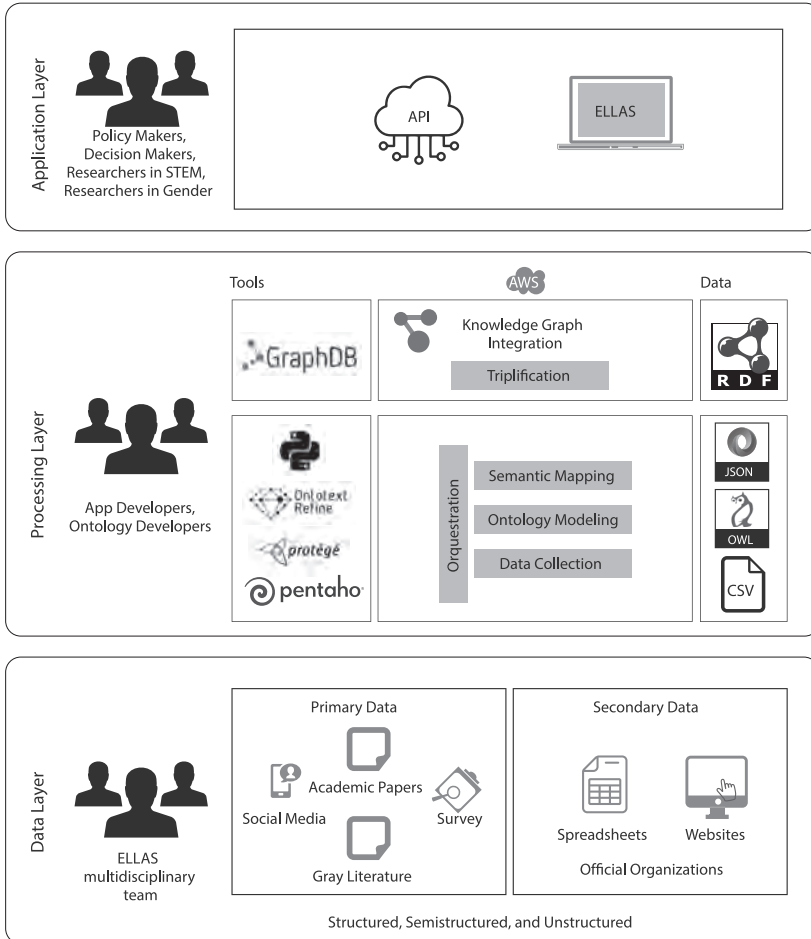 Application Layer
Policy Makers,
Decision Makers,
Researchers in STEM,
Researchers in Gender
API
ELLAS
Processing Layer
App Developers,
Ontology Developers
Tools
AWS
Data
GraphDB
Knowledge Graph
Integration
Triplification
RDF
Ontotext
Refine
protégé
pentaho
Orquestration
Semantic Mapping
Ontology Modeling
Data Collection
JSON
OWL
CSV
Data Layer
ELLAS
multidisciplinary
team
Primary Data
Social Media
Academic Papers
Survey
Gray Literature
Secondary Data
Spreadsheets
Websites
Official Organizations
Structured, Semistructured, and Unstructured